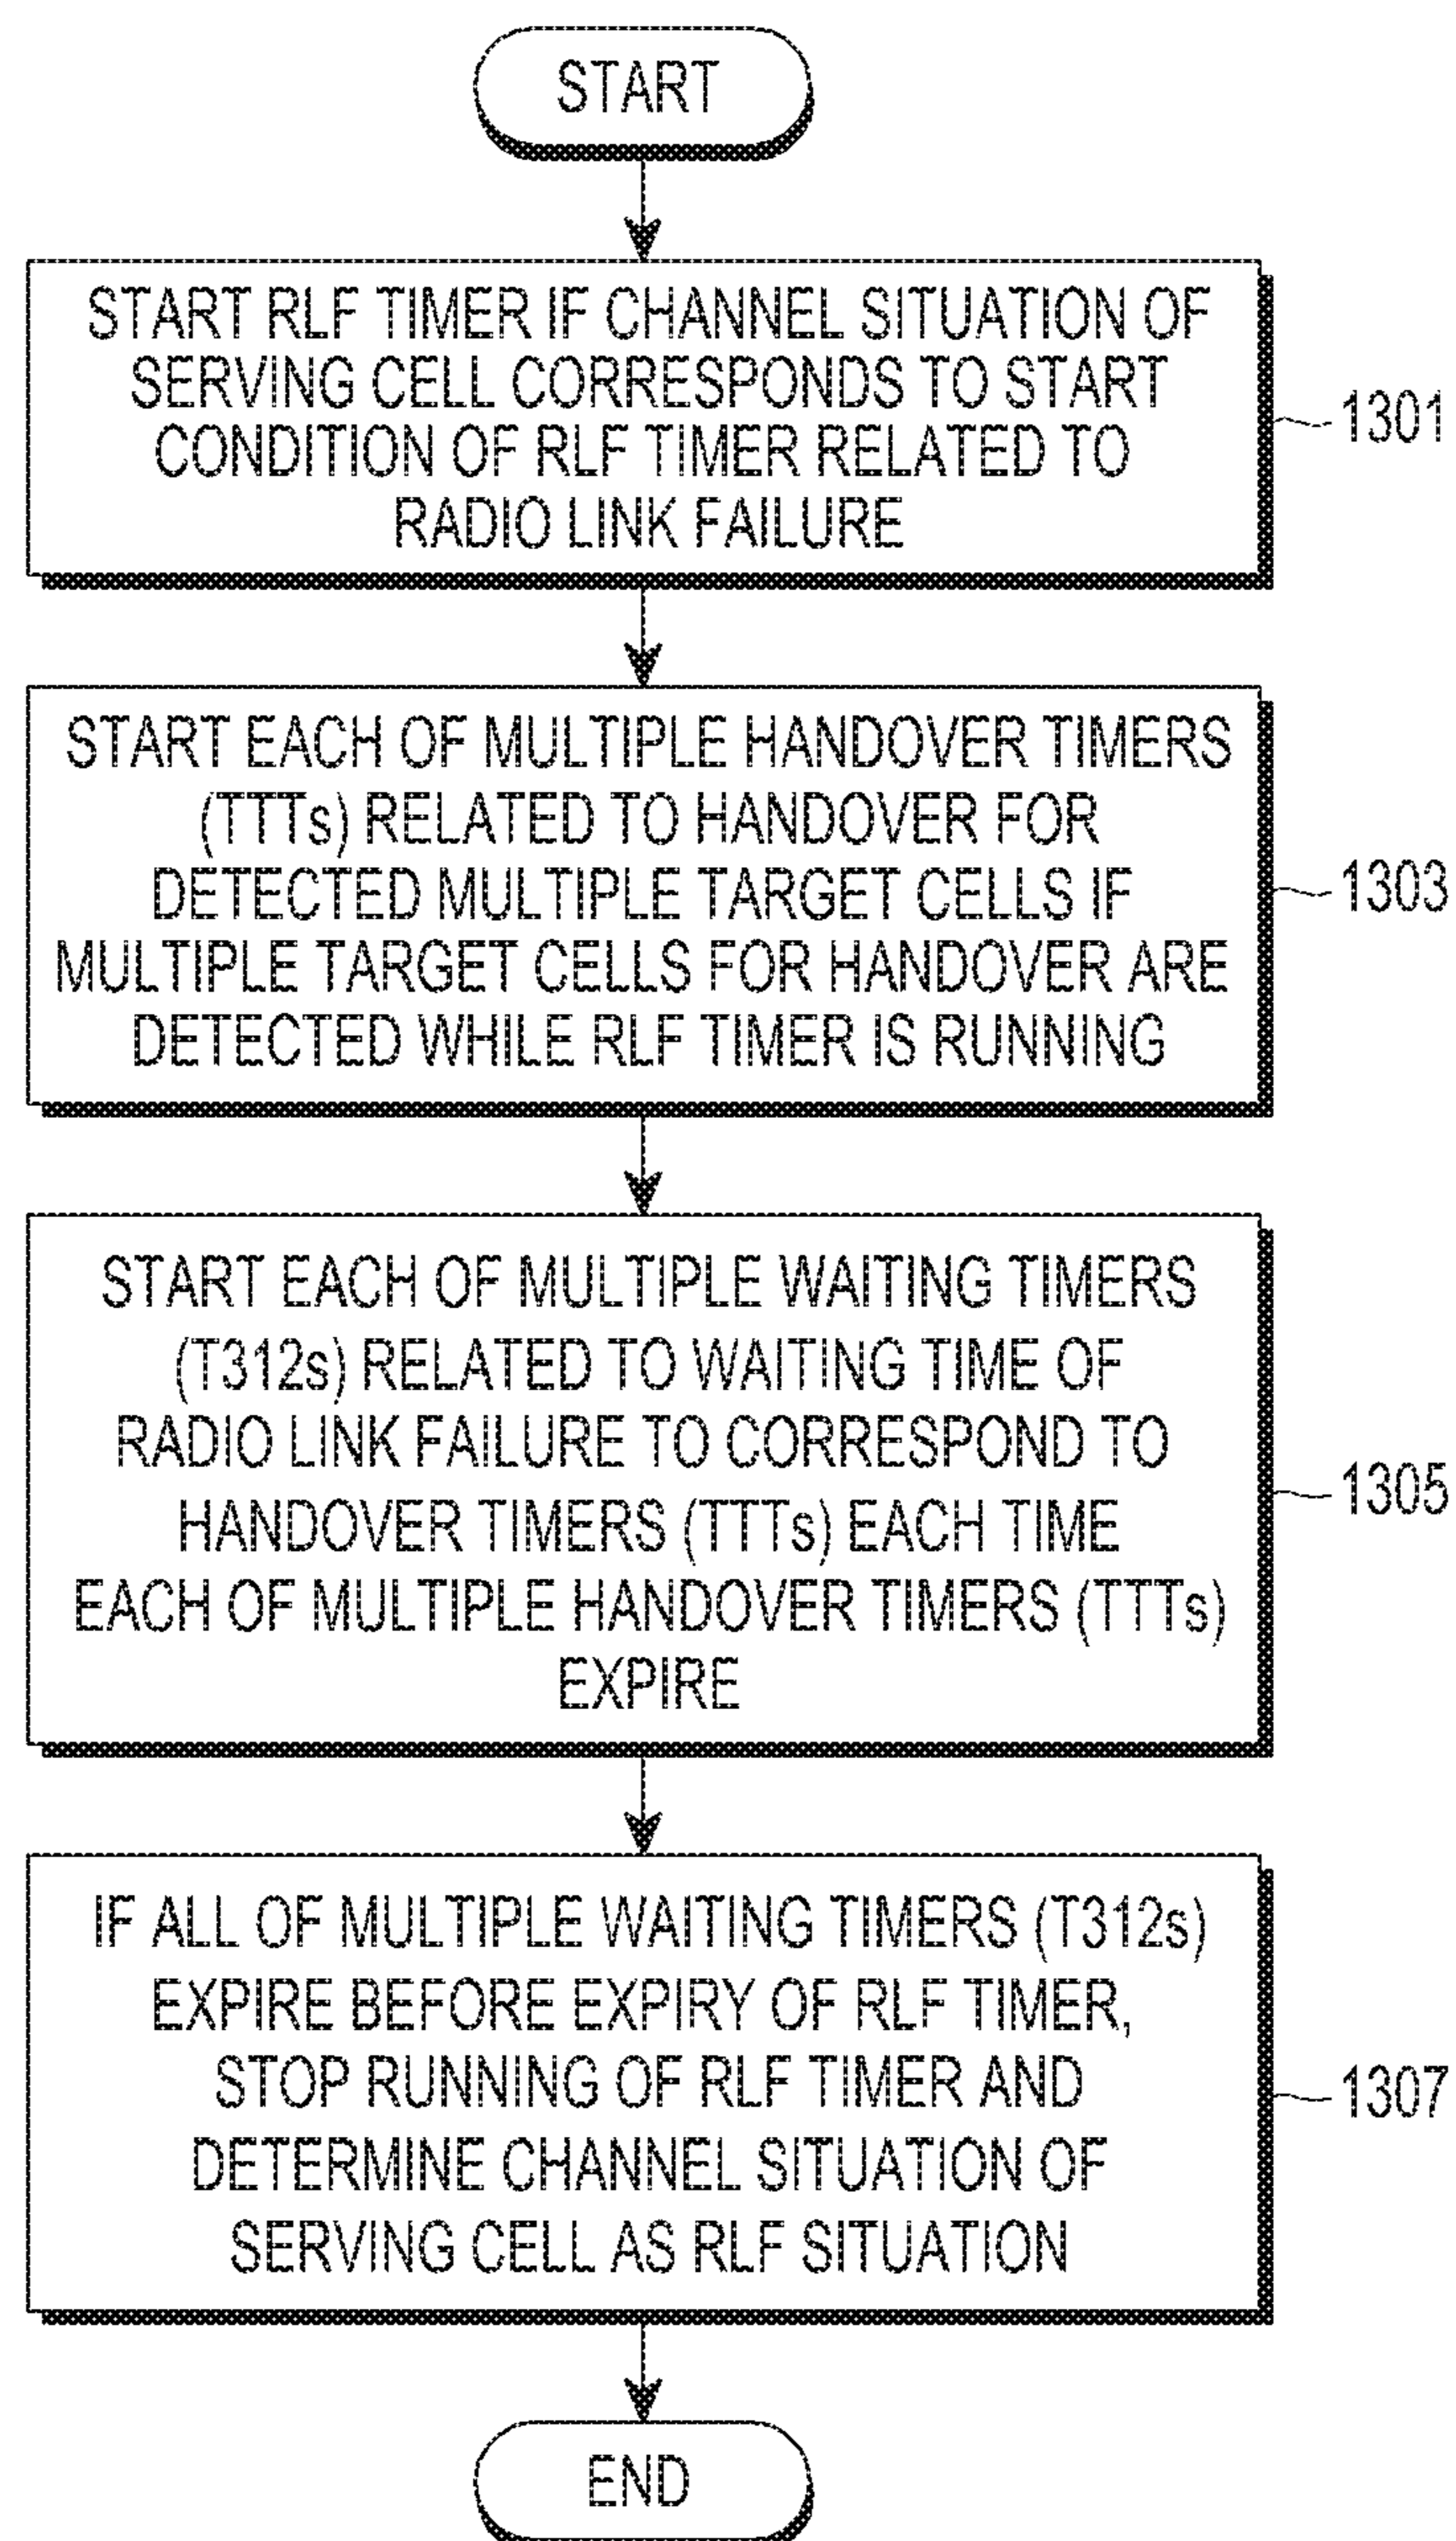 START
START RLF TIMER IF CHANNEL SITUATION OF
SERVING CELL CORRESPONDS TO START
CONDITION OF RLF TIMER RELATED TO
RADIO LINK FAILURE
1301
START EACH OF MULTIPLE HANDOVER TIMERS
(TTTs) RELATED TO HANDOVER FOR
DETECTED MULTIPLE TARGET CELLS IF
MULTIPLE TARGET CELLS FOR HANDOVER ARE
DETECTED WHILE RLF TIMER IS RUNNING
1303
START EACH OF MULTIPLE WAITING TIMERS
(T312s) RELATED TO WAITING TIME OF
RADIO LINK FAILURE TO CORRESPOND TO
HANDOVER TIMERS (TTTs) EACH TIME
EACH OF MULTIPLE HANDOVER TIMERS (TTTs)
EXPIRE
1305
IF ALL OF MULTIPLE WAITING TIMERS (T312s)
EXPIRE BEFORE EXPIRY OF RLF TIMER,
STOP RUNNING OF RLF TIMER AND
DETERMINE CHANNEL SITUATION OF
SERVING CELL AS RLF SITUATION
1307
END